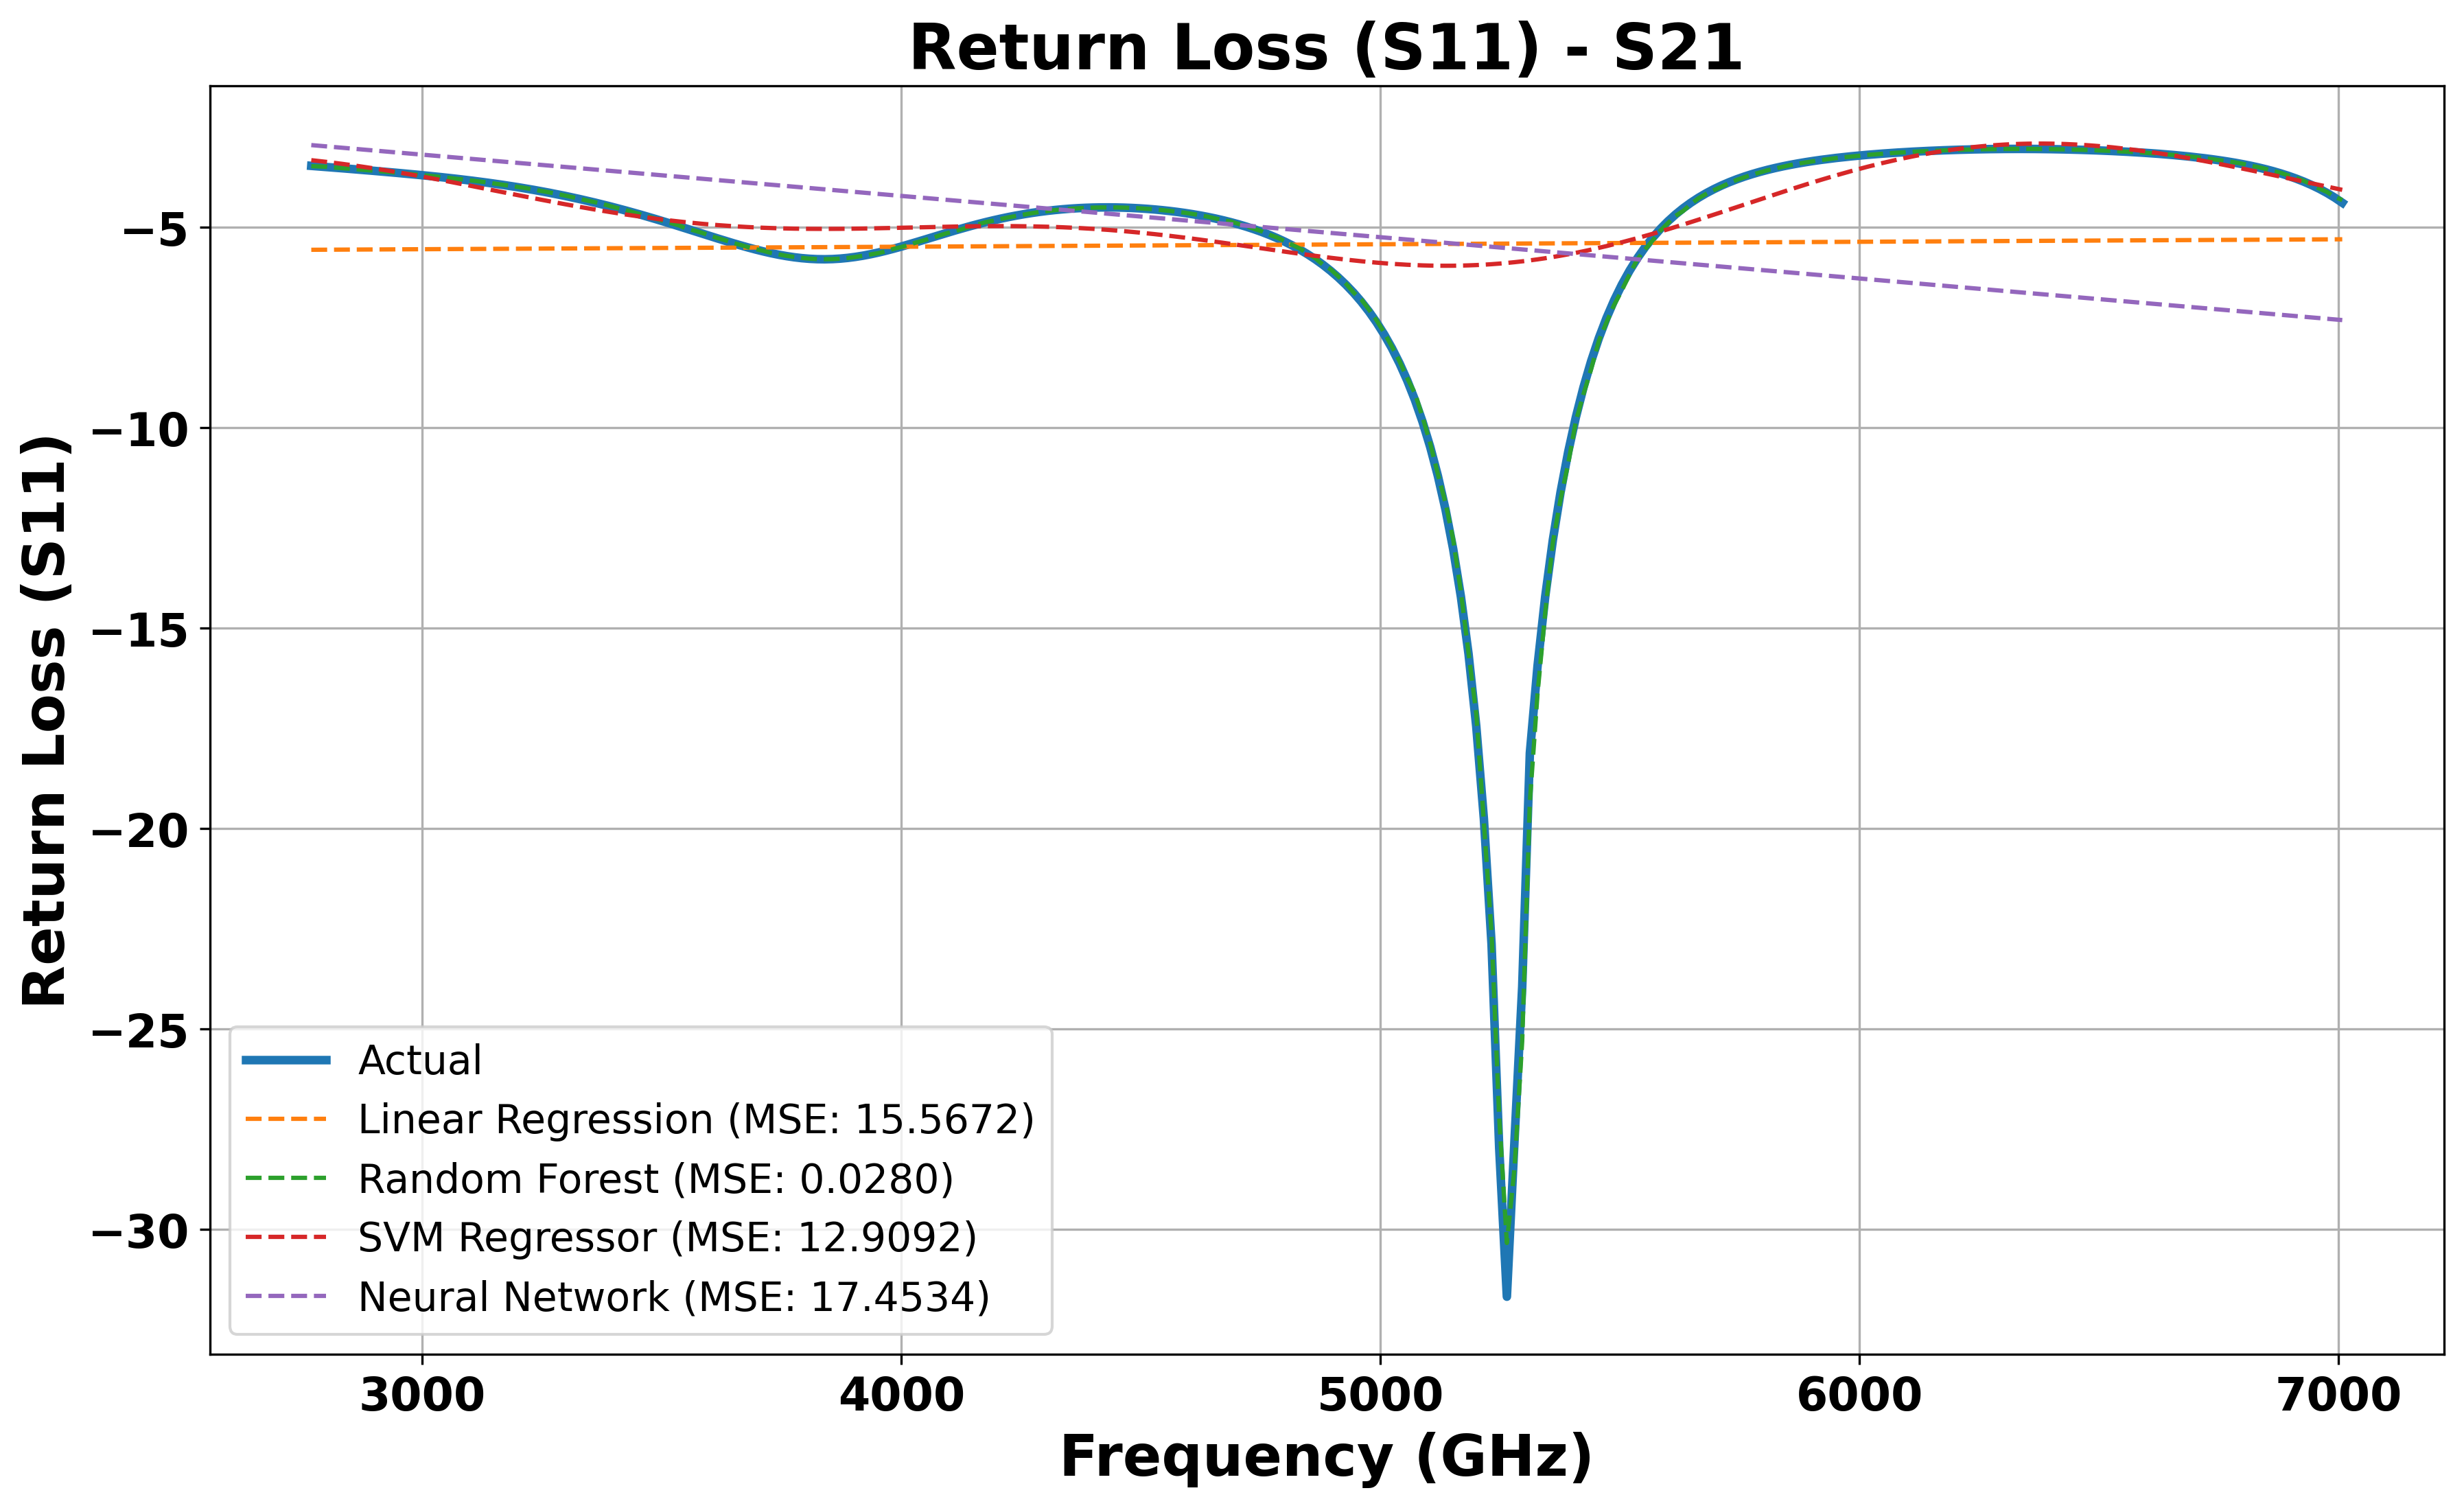 Return Loss (S11) - S21
Return Loss (S11)
−5
−10
−15
−20
−25
−30
Actual
Linear Regression (MSE: 15.5672)
Random Forest (MSE: 0.0280)
SVM Regressor (MSE: 12.9092)
Neural Network (MSE: 17.4534)
3000 4000 5000 6000 7000
Frequency (GHz)